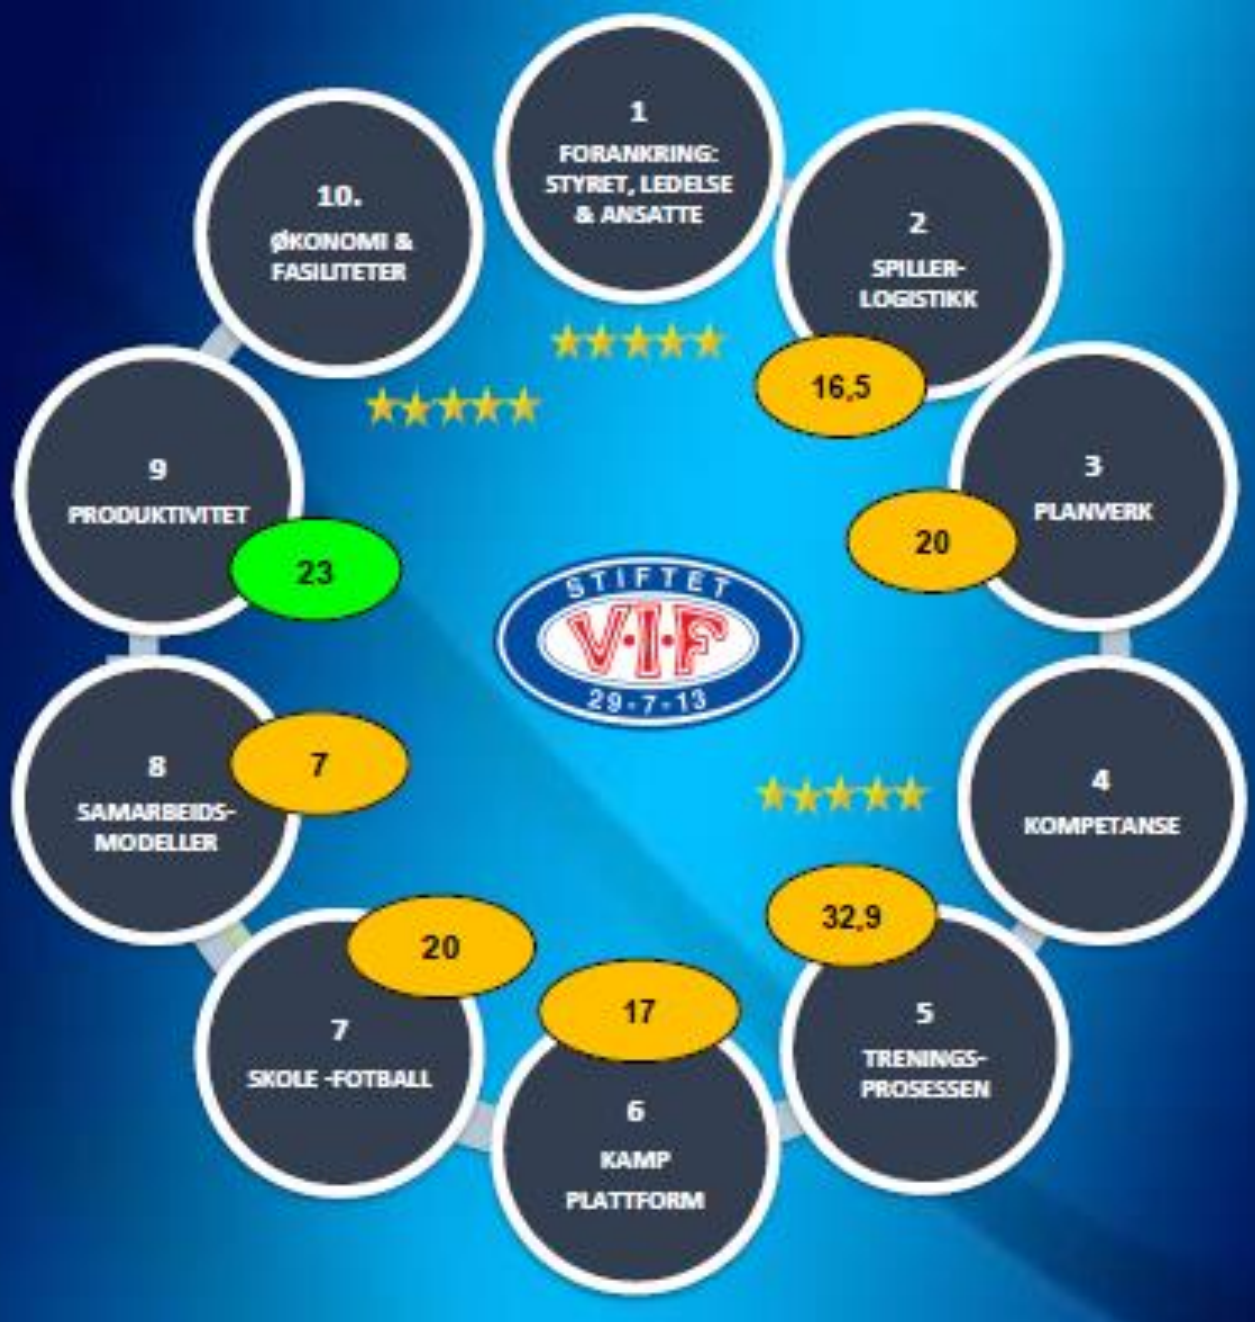 1
FORANKRING:
STYRET, LEDELSE
& ANSATTE
2
SPILLER-
LOGISTIKK
16,5
3
PLANVERK
20
4
KOMPETANSE
5
TRENINGS-
PROSESSEN
32,9
6
KAMP
PLATTFORM
17
7
SKOLE -FOTBALL
20
8
SAMARBEIDS-
MODELLER
7
9
PRODUKTIVITET
23
10.
ØKONOMI &
FASILITETER
STIFTET
V·I·F
29-7-13